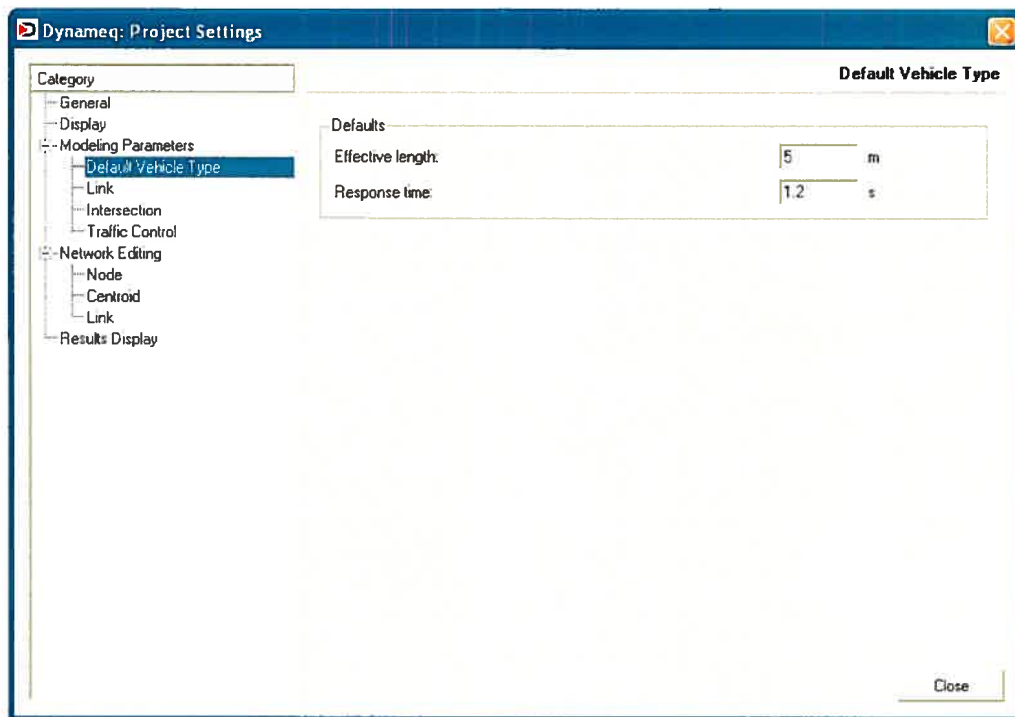 Dynameq: Project Settings
Category
General
Display
Modeling Parameters
Default Vehicle Type
Link
Intersection
Traffic Control
Network Editing
Node
Centroid
Link
Results Display
Default Vehicle Type
Defaults
Effective length: 5 m
Response time: 1.2 s
Close